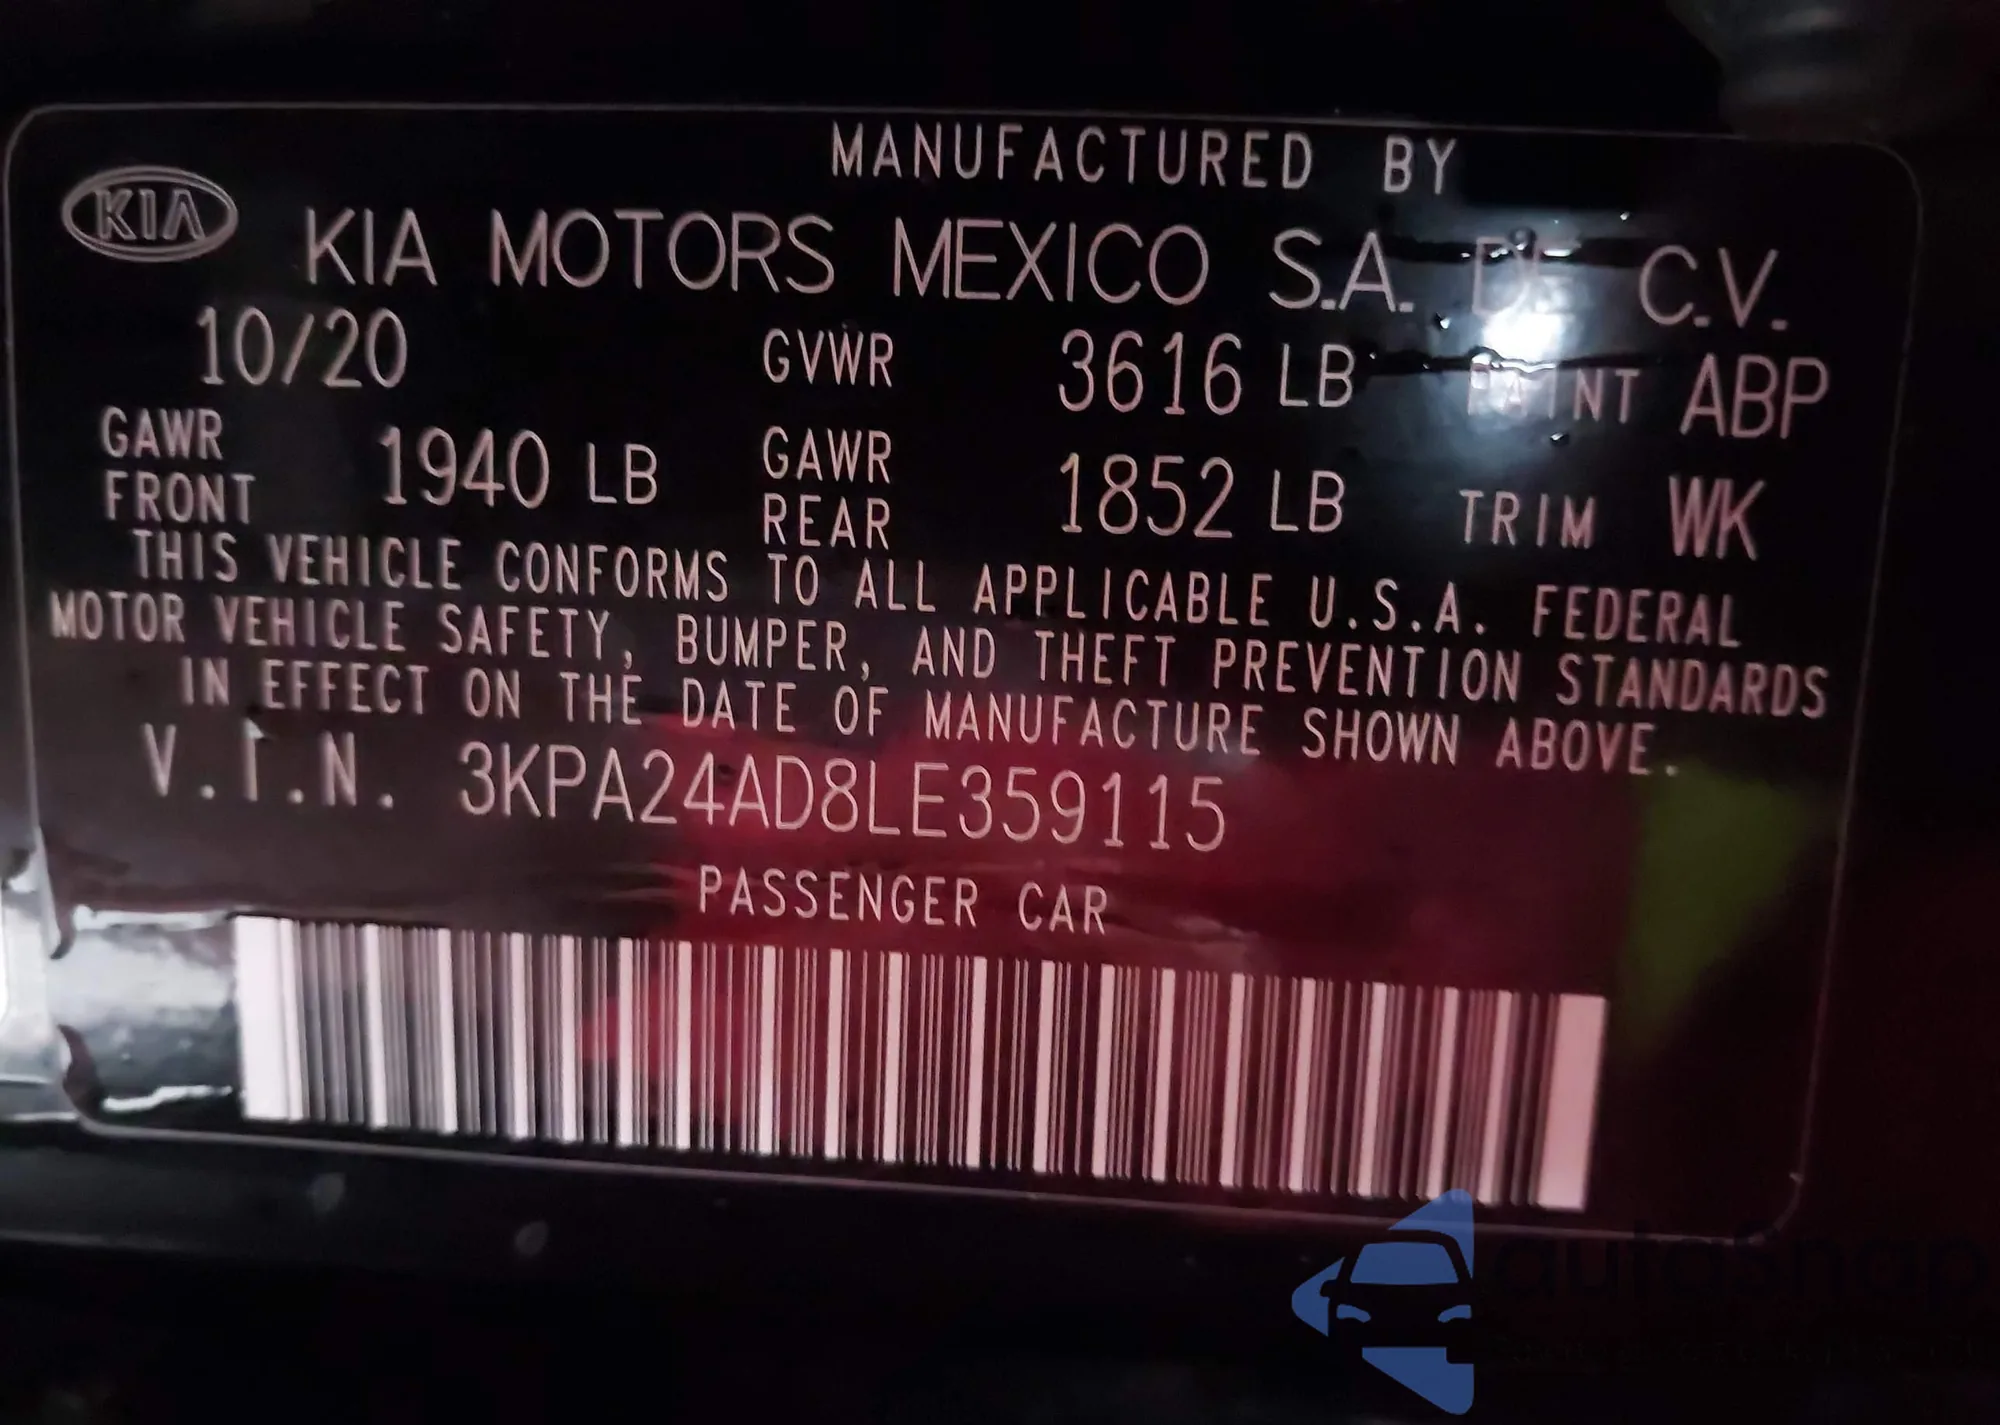 MANUFACTURED BY
KIA
KIA MOTORS MEXICO S.A. DE C.V.
10/20 GVWR 3616 LB PAINT ABP
GAWR FRONT 1940 LB GAWR REAR 1852 LB TRIM WK
THIS VEHICLE CONFORMS TO ALL APPLICABLE U.S.A. FEDERAL
MOTOR VEHICLE SAFETY, BUMPER, AND THEFT PREVENTION STANDARDS
IN EFFECT ON THE DATE OF MANUFACTURE SHOWN ABOVE.
V.I.N. 3KPA24AD8LE359115
PASSENGER CAR